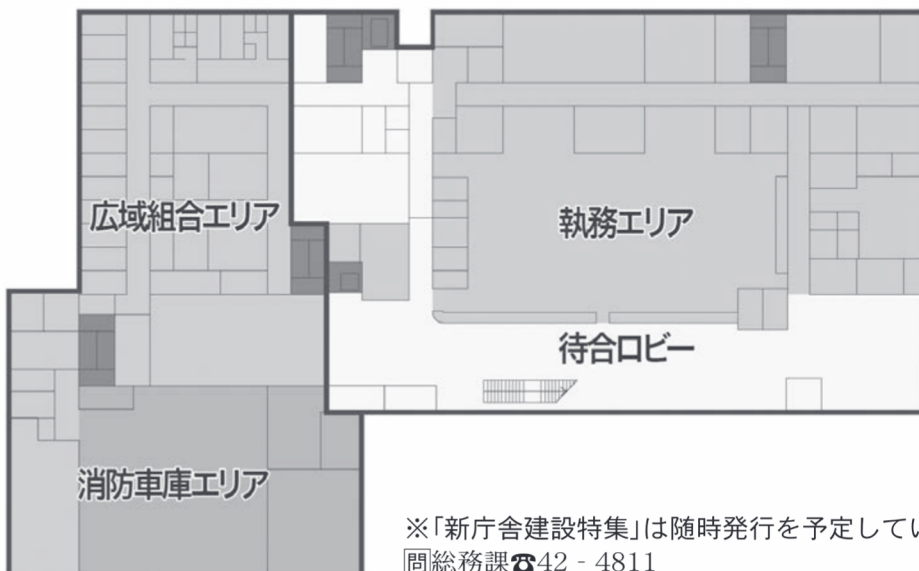 広域組合エリア
執務エリア
待合ロビー
消防車庫エリア
※「新庁舎建設特集」は随時発行を予定してい
問総務課☎42 - 4811